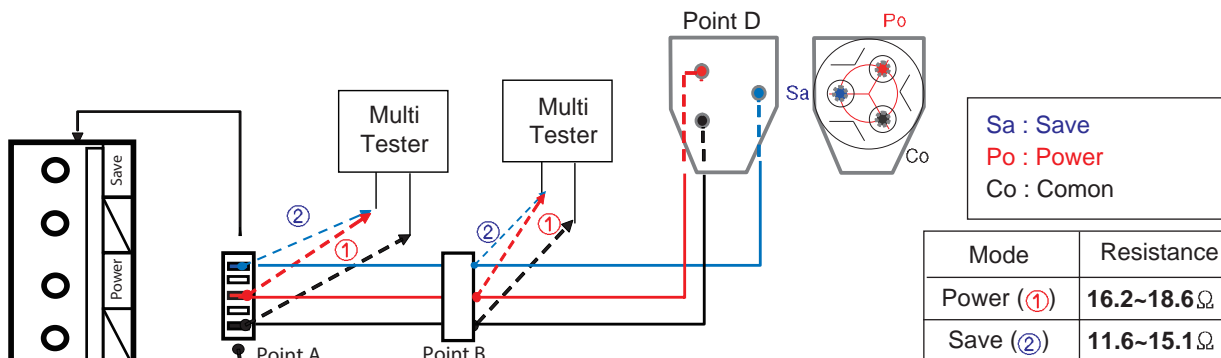 Point D
Po
Sa
Co
Multi
Tester
Multi
Tester
Sa : Save
Po : Power
Co : Comon
Save
Power
②
①
②
①
Mode Resistance
Power (①) 16.2~18.6Ω
Save (②) 11.6~15.1Ω
Point A
Point B